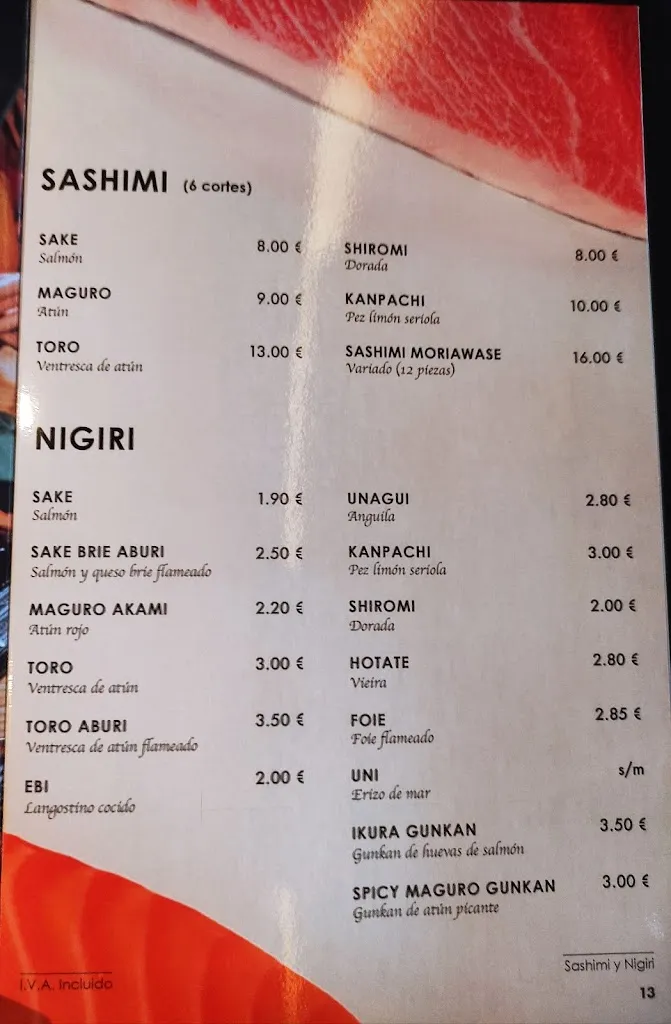 SASHIMI (6 cortes)
SAKE 8.00 €
Salmón
MAGURO 9.00 €
Atún
TORO 13.00 €
Ventresca de atún
SHIROMI 8.00 €
Dorada
KANPACHI 10.00 €
Pez limón seriola
SASHIMI MORIAWASE 16.00 €
Variado (12 piezas)
NIGIRI
SAKE 1.90 €
Salmón
SAKE BRIE ABURI 2.50 €
Salmón y queso brie flameado
MAGURO AKAMI 2.20 €
Atún rojo
TORO 3.00 €
Ventresca de atún
TORO ABURI 3.50 €
Ventresca de atún flameado
EBI 2.00 €
Langostino cocido
UNAGUI 2.80 €
Anguila
KANPACHI 3.00 €
Pez limón seriola
SHIROMI 2.00 €
Dorada
HOTATE 2.80 €
Vieira
FOIE 2.85 €
Foie flameado
UNI s/m
Erizo de mar
IKURA GUNKAN 3.50 €
Gunkan de huevas de salmón
SPICY MAGURO GUNKAN 3.00 €
Gunkan de atún picante
I.V.A. Incluido
Sashimi y Nigiri
13